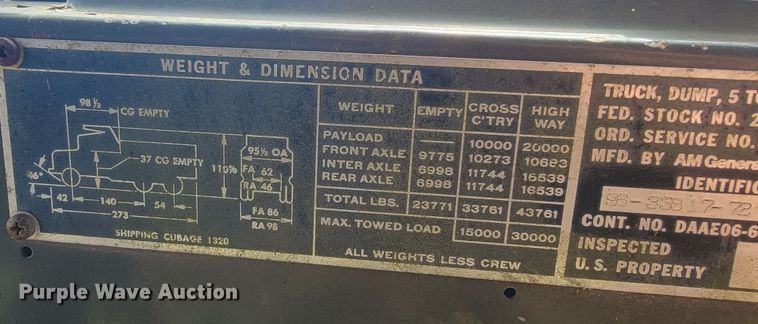 WEIGHT & DIMENSION DATA
98 ½
CG EMPTY
37 CG EMPTY
46°
42
140
54
273
SHIPPING CUBAGE 1320
110⅝
95½ OA
FA 62
RA 46
FA 86
RA 98
WEIGHT EMPTY CROSS C'TRY HIGH WAY
PAYLOAD — 10000 20000
FRONT AXLE 9775 10273 10683
INTER AXLE 6998 11744 16539
REAR AXLE 6998 11744 16539
TOTAL LBS. 23771 33761 43761
MAX. TOWED LOAD 15000 30000
ALL WEIGHTS LESS CREW
TRUCK, DUMP, 5 TO
FED. STOCK NO. 2
ORD. SERVICE NO.
MFD. BY AM Genera
IDENTIFIC
CONT. NO. DAAE06-6
INSPECTED
U.S. PROPERTY
Purple Wave Auction